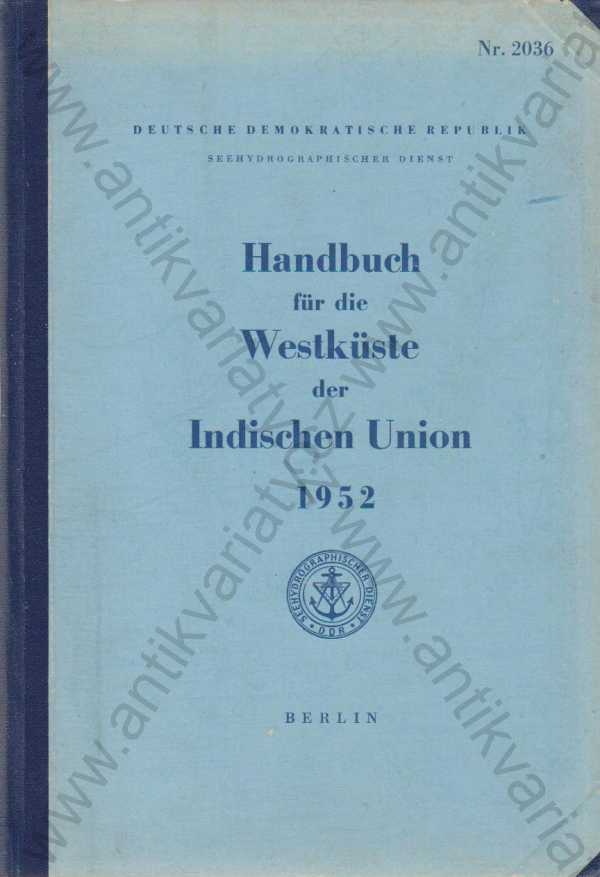 Nr. 2036
DEUTSCHE DEMOKRATISCHE REPUBLIK
SEEHYDROGRAPHISCHER DIENST
Handbuch
für die
Westküste
der
Indischen Union
1952
SEEHYDROGRAPHISCHER DIENST
DDR
BERLIN
www.antikvariaty.cz
www.antikvariaty.cz